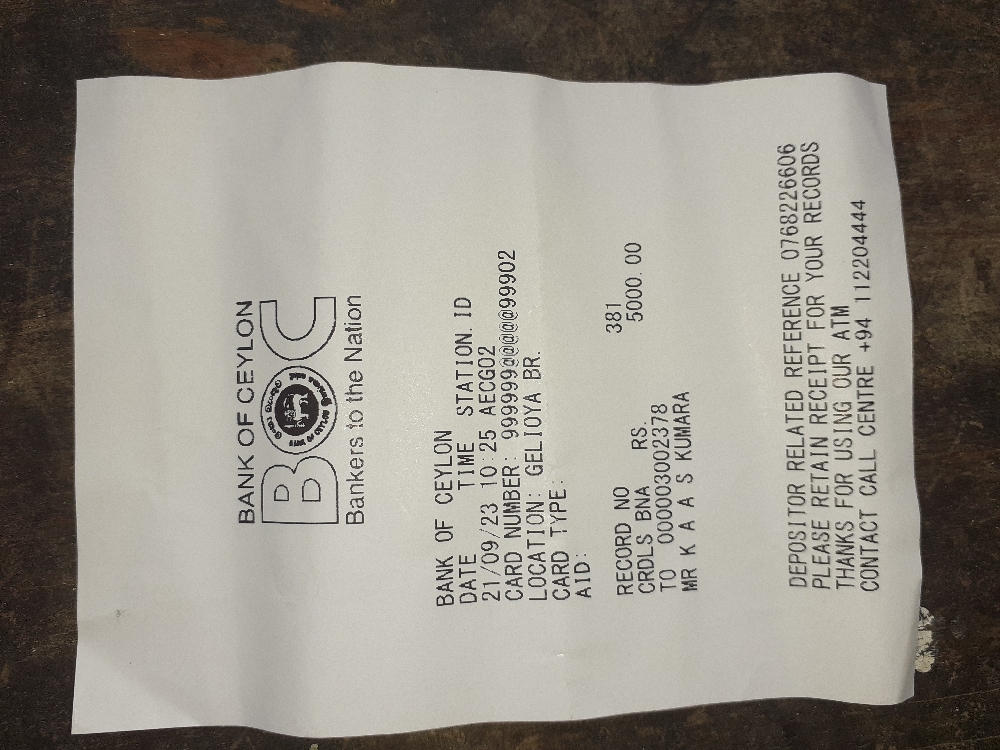 BANK OF CEYLON
BOC
Bankers to the Nation
BANK OF CEYLON
DATE TIME STATION ID
21/09/23 10:25 AECG02
CARD NUMBER: 999999@@@@@@99902
LOCATION: GELIOYA BR.
CARD TYPE:
AID:
RECORD NO 381
CRDLS BNA RS. 5000.00
TO 000003002378
MR K A A S KUMARA
DEPOSITOR RELATED REFERENCE 0768226606
PLEASE RETAIN RECEIPT FOR YOUR RECORDS
THANKS FOR USING OUR ATM
CONTACT CALL CENTRE +94 112204444